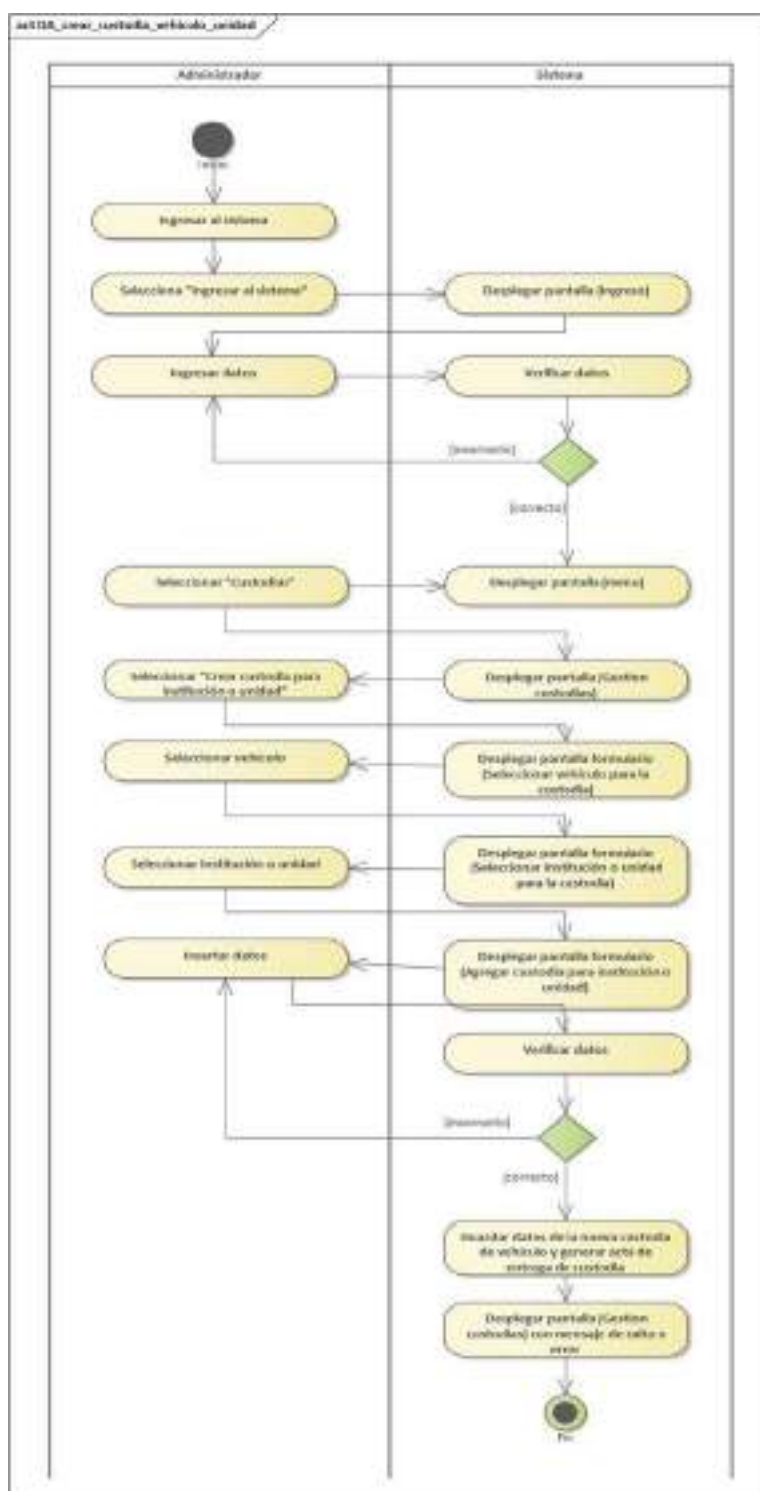 crear_custodia_vehiculo_unidad
Administrador
Sistema
Inicio
Ingresar al sistema
Selecciona "Ingresar al sistema"
Desplegar pantalla (Ingreso)
Ingresar datos
Verificar datos
[incorrecto]
[correcto]
Seleccionar "Custodias"
Desplegar pantalla (menu)
Seleccionar "Crear custodia para
institución o unidad"
Desplegar pantalla (Gestion
custodias)
Seleccionar vehiculo
Desplegar pantalla formulario
(Seleccionar vehículo para la
custodia)
Seleccionar institución o unidad
Desplegar pantalla formulario
(Seleccionar institución o unidad
para la custodia)
Insertar datos
Desplegar pantalla formulario
(Agregar custodia para institución o
unidad)
Verificar datos
[incorrecto]
[correcto]
Guardar datos de la nueva custodia
de vehículo y generar acta de
entrega de custodia
Desplegar pantalla (Gestion
custodias) con mensaje de exito o
error
Fin